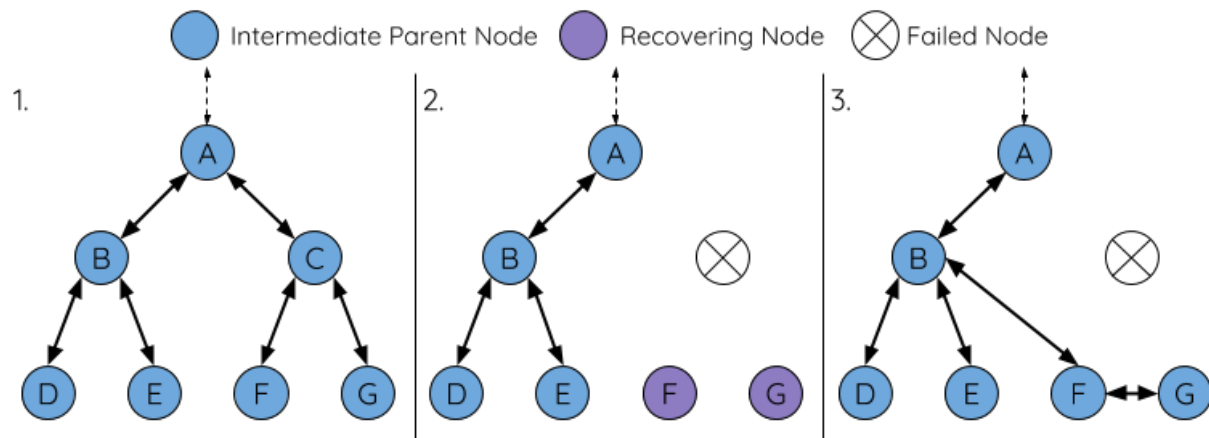 Intermediate Parent Node
Recovering Node
Failed Node
1.
A
B
C
D
E
F
G
2.
A
B
D
E
F
G
3.
A
B
D
E
F
G